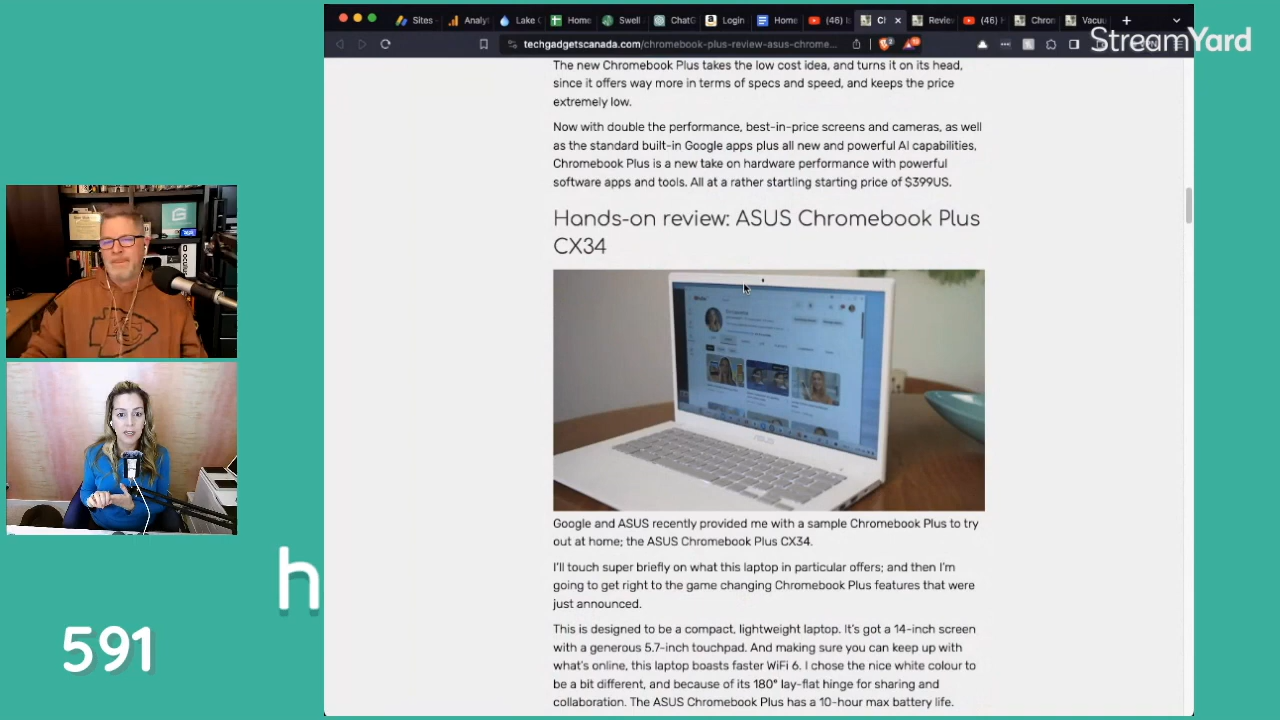 Sites -
Analyt
Lake C
Home
Swell
ChatG
Login
Home
(46) I
Cl
Review
(46) H
Chron
Vacu
techgadgetscanada.com/chromebook-plus-review-asus-chrome...
StreamYard
The new Chromebook Plus takes the low cost idea, and turns it on its head,
since it offers way more in terms of specs and speed, and keeps the price
extremely low.
Now with double the performance, best-in-price screens and cameras, as well
as the standard built-in Google apps plus all new and powerful AI capabilities,
Chromebook Plus is a new take on hardware performance with powerful
software apps and tools. All at a rather startling starting price of $399US.
Hands-on review: ASUS Chromebook Plus
CX34
ASUS
Google and ASUS recently provided me with a sample Chromebook Plus to try
out at home; the ASUS Chromebook Plus CX34.
I'll touch super briefly on what this laptop in particular offers; and then I'm
going to get right to the game changing Chromebook Plus features that were
just announced.
This is designed to be a compact, lightweight laptop. It's got a 14-inch screen
with a generous 5.7-inch touchpad. And making sure you can keep up with
what's online, this laptop boasts faster WiFi 6. I chose the nice white colour to
be a bit different, and because of its 180° lay-flat hinge for sharing and
collaboration. The ASUS Chromebook Plus has a 10-hour max battery life.
h
591